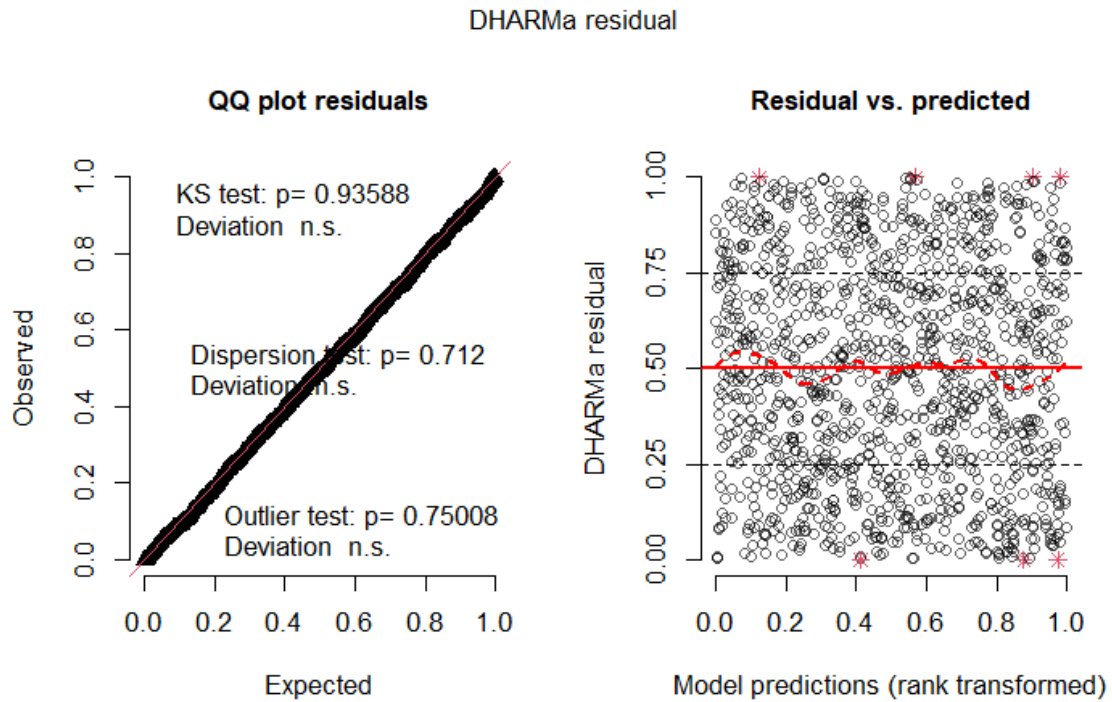 DHARMa residual
QQ plot residuals
KS test: p= 0.93588
Deviation  n.s.
Dispersion test: p= 0.712
Deviation  n.s.
Outlier test: p= 0.75008
Deviation  n.s.
Observed
1.0
0.8
0.6
0.4
0.2
0.0
0.0 0.2 0.4 0.6 0.8 1.0
Expected
Residual vs. predicted
DHARMa residual
1.00
0.75
0.50
0.25
0.00
0.0 0.2 0.4 0.6 0.8 1.0
Model predictions (rank transformed)